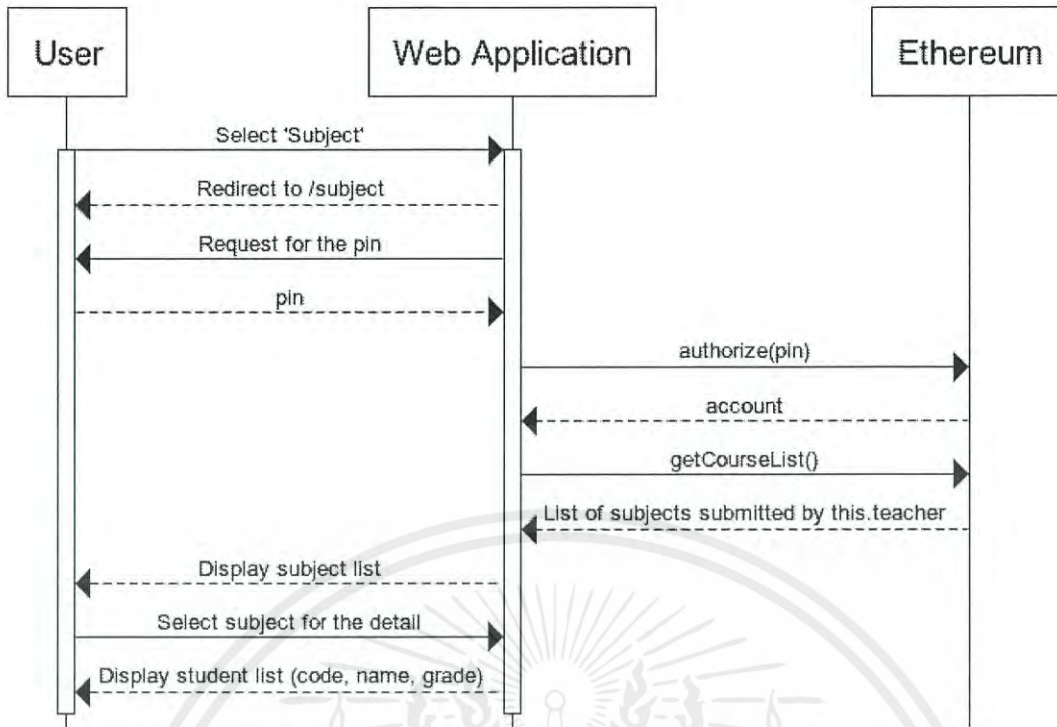 User
Web Application
Ethereum
Select 'Subject'
Redirect to /subject
Request for the pin
pin
authorize(pin)
account
getCourseList()
List of subjects submitted by this.teacher
Display subject list
Select subject for the detail
Display student list (code, name, grade)